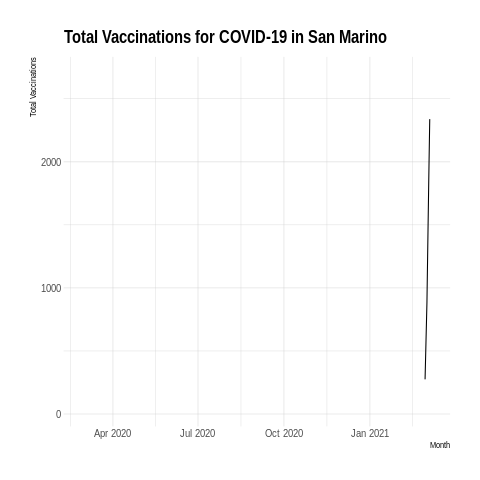 Total Vaccinations for COVID-19 in San Marino
Total Vaccinations
2000
1000
0
Apr 2020
Jul 2020
Oct 2020
Jan 2021
Month